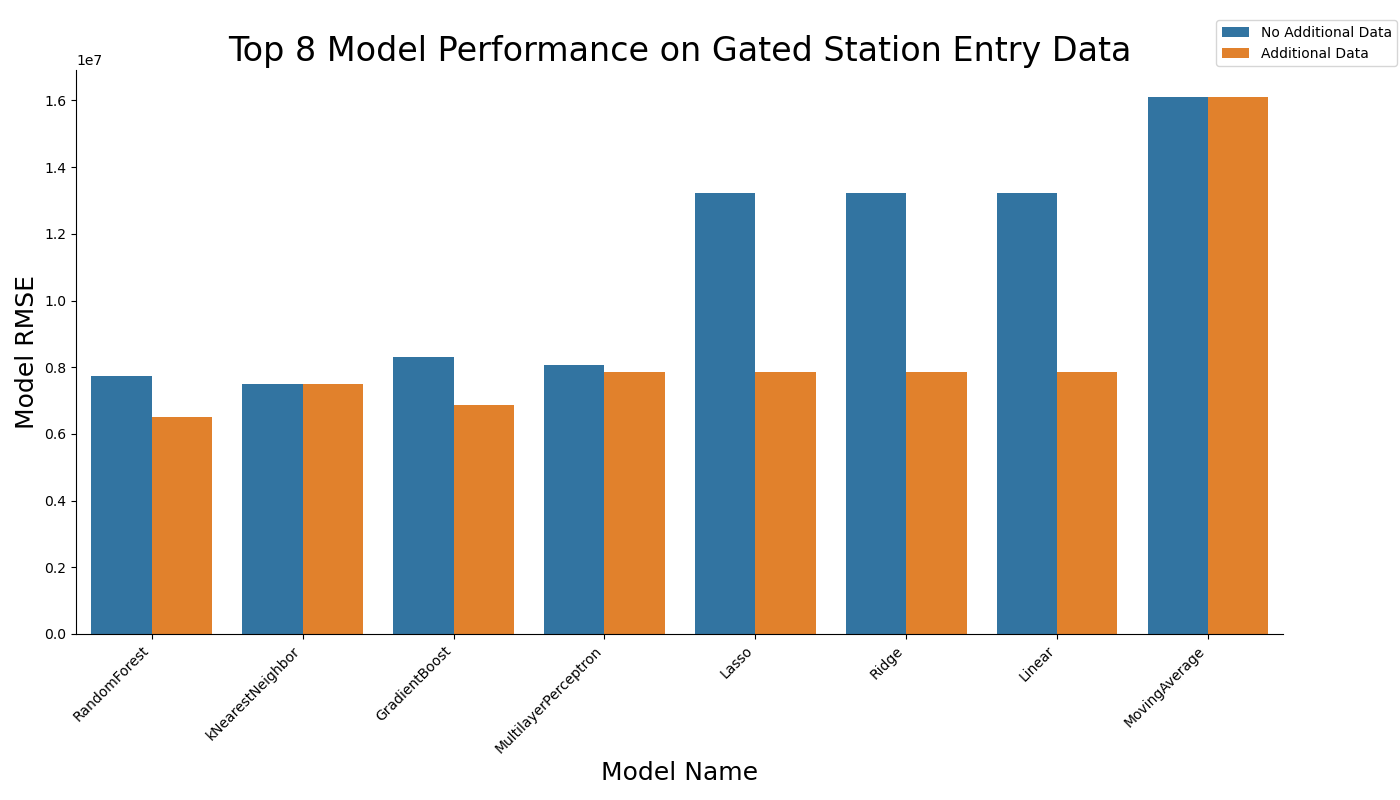 Top 8 Model Performance on Gated Station Entry Data
No Additional Data
Additional Data
1e7
1.6
1.4
1.2
1.0
0.8
0.6
0.4
0.2
0.0
Model RMSE
RandomForest
kNearestNeighbor
GradientBoost
MultilayerPerceptron
Lasso
Ridge
Linear
MovingAverage
Model Name